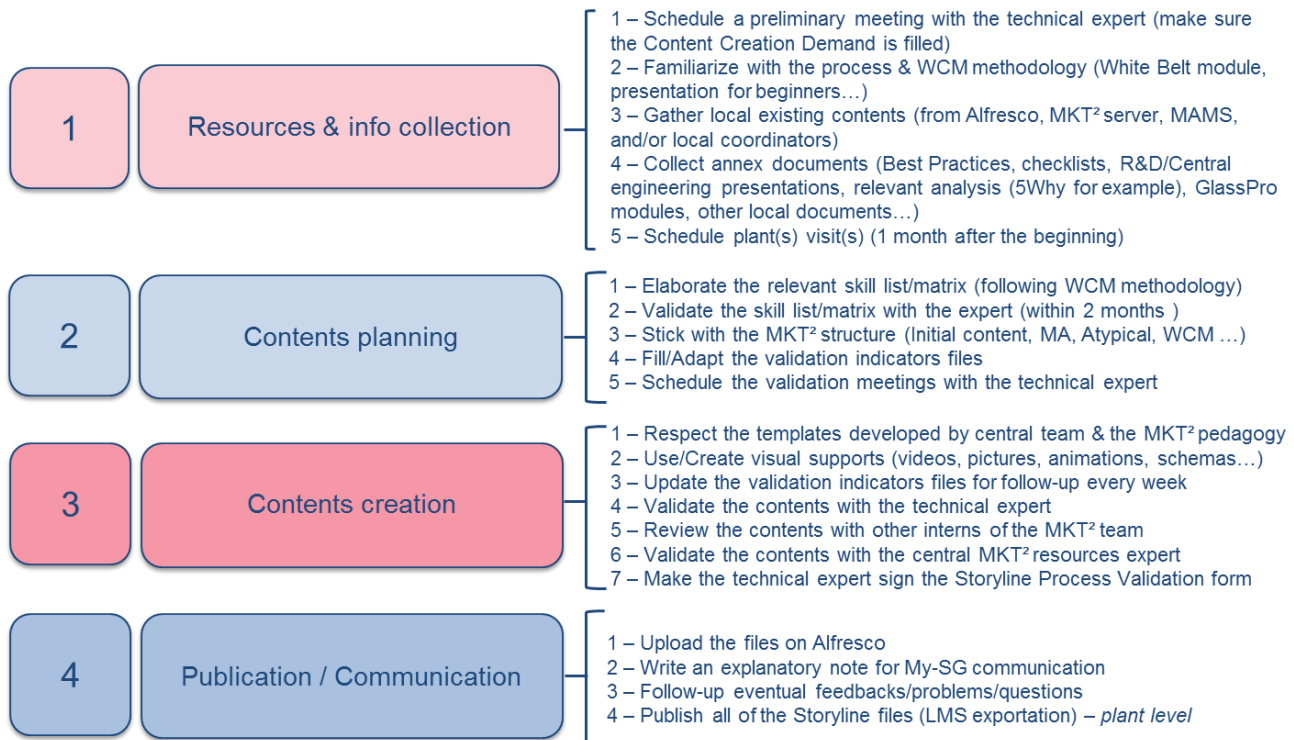 1
Resources & info collection
1 – Schedule a preliminary meeting with the technical expert (make sure
the Content Creation Demand is filled)
2 – Familiarize with the process & WCM methodology (White Belt module,
presentation for beginners…)
3 – Gather local existing contents (from Alfresco, MKT² server, MAMS,
and/or local coordinators)
4 – Collect annex documents (Best Practices, checklists, R&D/Central
engineering presentations, relevant analysis (5Why for example), GlassPro
modules, other local documents…)
5 – Schedule plant(s) visit(s) (1 month after the beginning)
2
Contents planning
1 – Elaborate the relevant skill list/matrix (following WCM methodology)
2 – Validate the skill list/matrix with the expert (within 2 months )
3 – Stick with the MKT² structure (Initial content, MA, Atypical, WCM …)
4 – Fill/Adapt the validation indicators files
5 – Schedule the validation meetings with the technical expert
3
Contents creation
1 – Respect the templates developed by central team & the MKT² pedagogy
2 – Use/Create visual supports (videos, pictures, animations, schemas…)
3 – Update the validation indicators files for follow-up every week
4 – Validate the contents with the technical expert
5 – Review the contents with other interns of the MKT² team
6 – Validate the contents with the central MKT² resources expert
7 – Make the technical expert sign the Storyline Process Validation form
4
Publication / Communication
1 – Upload the files on Alfresco
2 – Write an explanatory note for My-SG communication
3 – Follow-up eventual feedbacks/problems/questions
4 – Publish all of the Storyline files (LMS exportation) – plant level